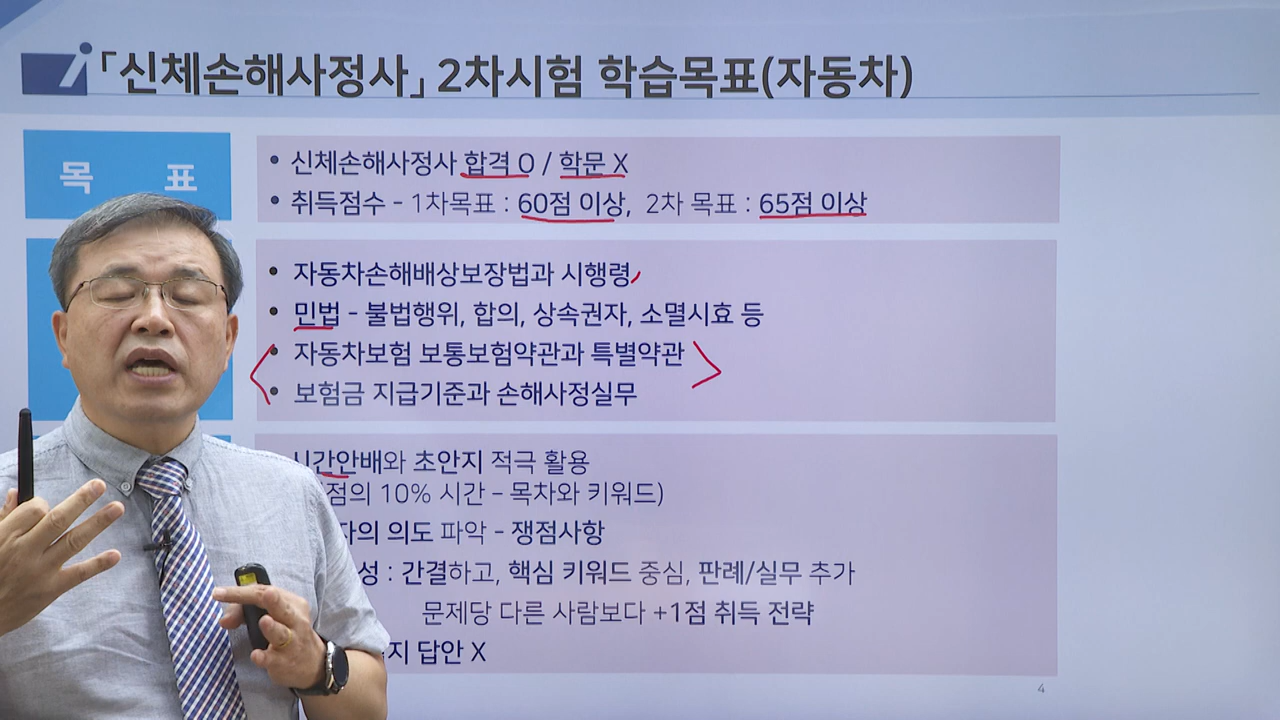 「신체손해사정사」 2차시험 학습목표(자동차)
목 표
• 신체손해사정사 합격 O / 학문 X
• 취득점수 – 1차목표 : 60점 이상, 2차 목표 : 65점 이상
• 자동차손해배상보장법과 시행령
• 민법 – 불법행위, 합의, 상속권자, 소멸시효 등
• 자동차보험 보통보험약관과 특별약관
• 보험금 지급기준과 손해사정실무
시간안배와 초안지 적극 활용
점의 10% 시간 – 목차와 키워드)
자의 의도 파악 – 쟁점사항
성 : 간결하고, 핵심 키워드 중심, 판례/실무 추가
문제당 다른 사람보다 +1점 취득 전략
지 답안 X
4